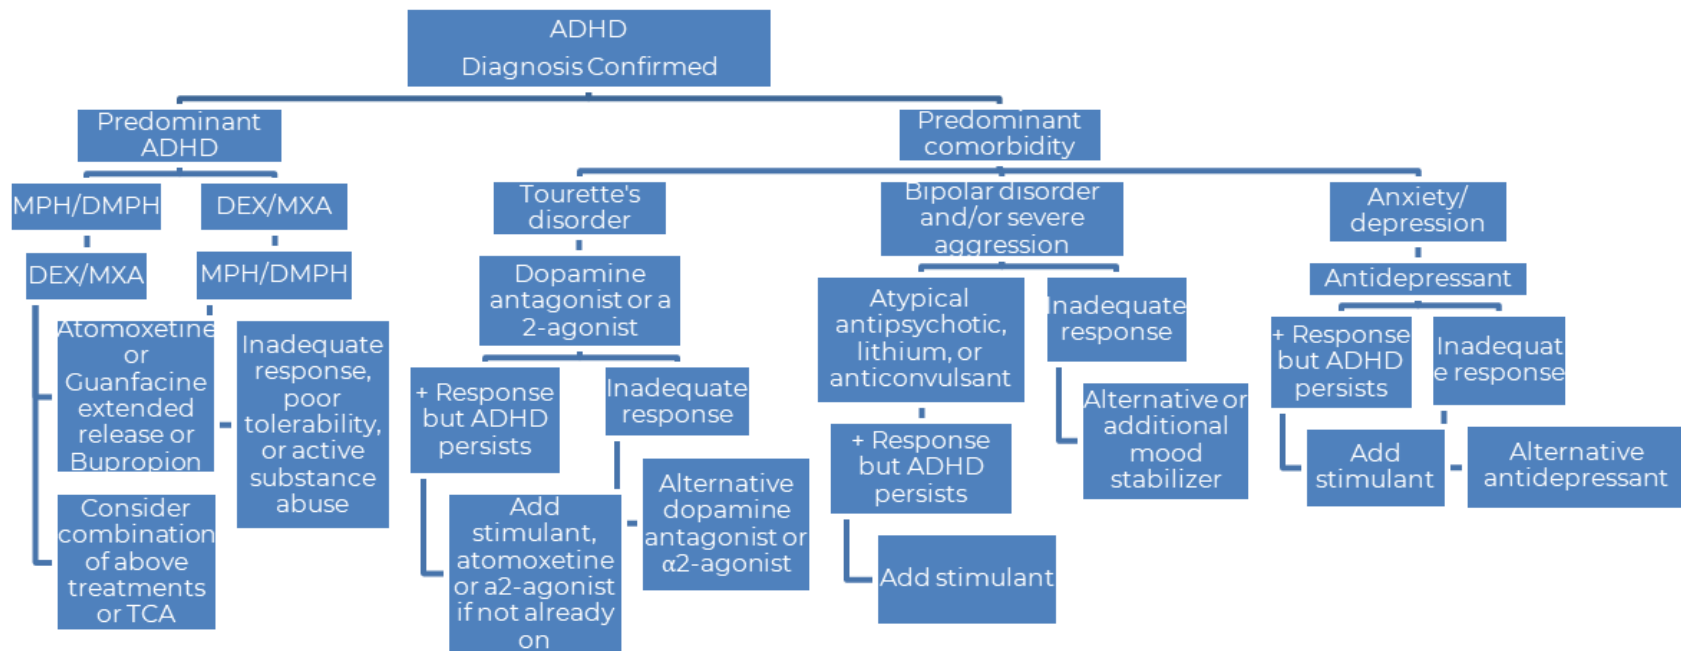 ADHD
Diagnosis Confirmed
Predominant
ADHD
Predominant
comorbidity
MPH/DMPH
DEX/MXA
DEX/MXA
MPH/DMPH
Atomoxetine
or
Guanfacine
extended
release or
Bupropion
Inadequate
response,
poor
tolerability,
or active
substance
abuse
Consider
combination
of above
treatments
or TCA
Tourette's
disorder
Dopamine
antagonist or a
2-agonist
+ Response
but ADHD
persists
Inadequate
response
Add
stimulant,
atomoxetine
or a2-agonist
if not already
on
Alternative
dopamine
antagonist or
α2-agonist
Bipolar disorder
and/or severe
aggression
Atypical
antipsychotic,
lithium, or
anticonvulsant
Inadequate
response
+ Response
but ADHD
persists
Alternative or
additional
mood
stabilizer
Add stimulant
Anxiety/
depression
Antidepressant
+ Response
but ADHD
persists
Inadequat
e response
Add
stimulant
Alternative
antidepressant